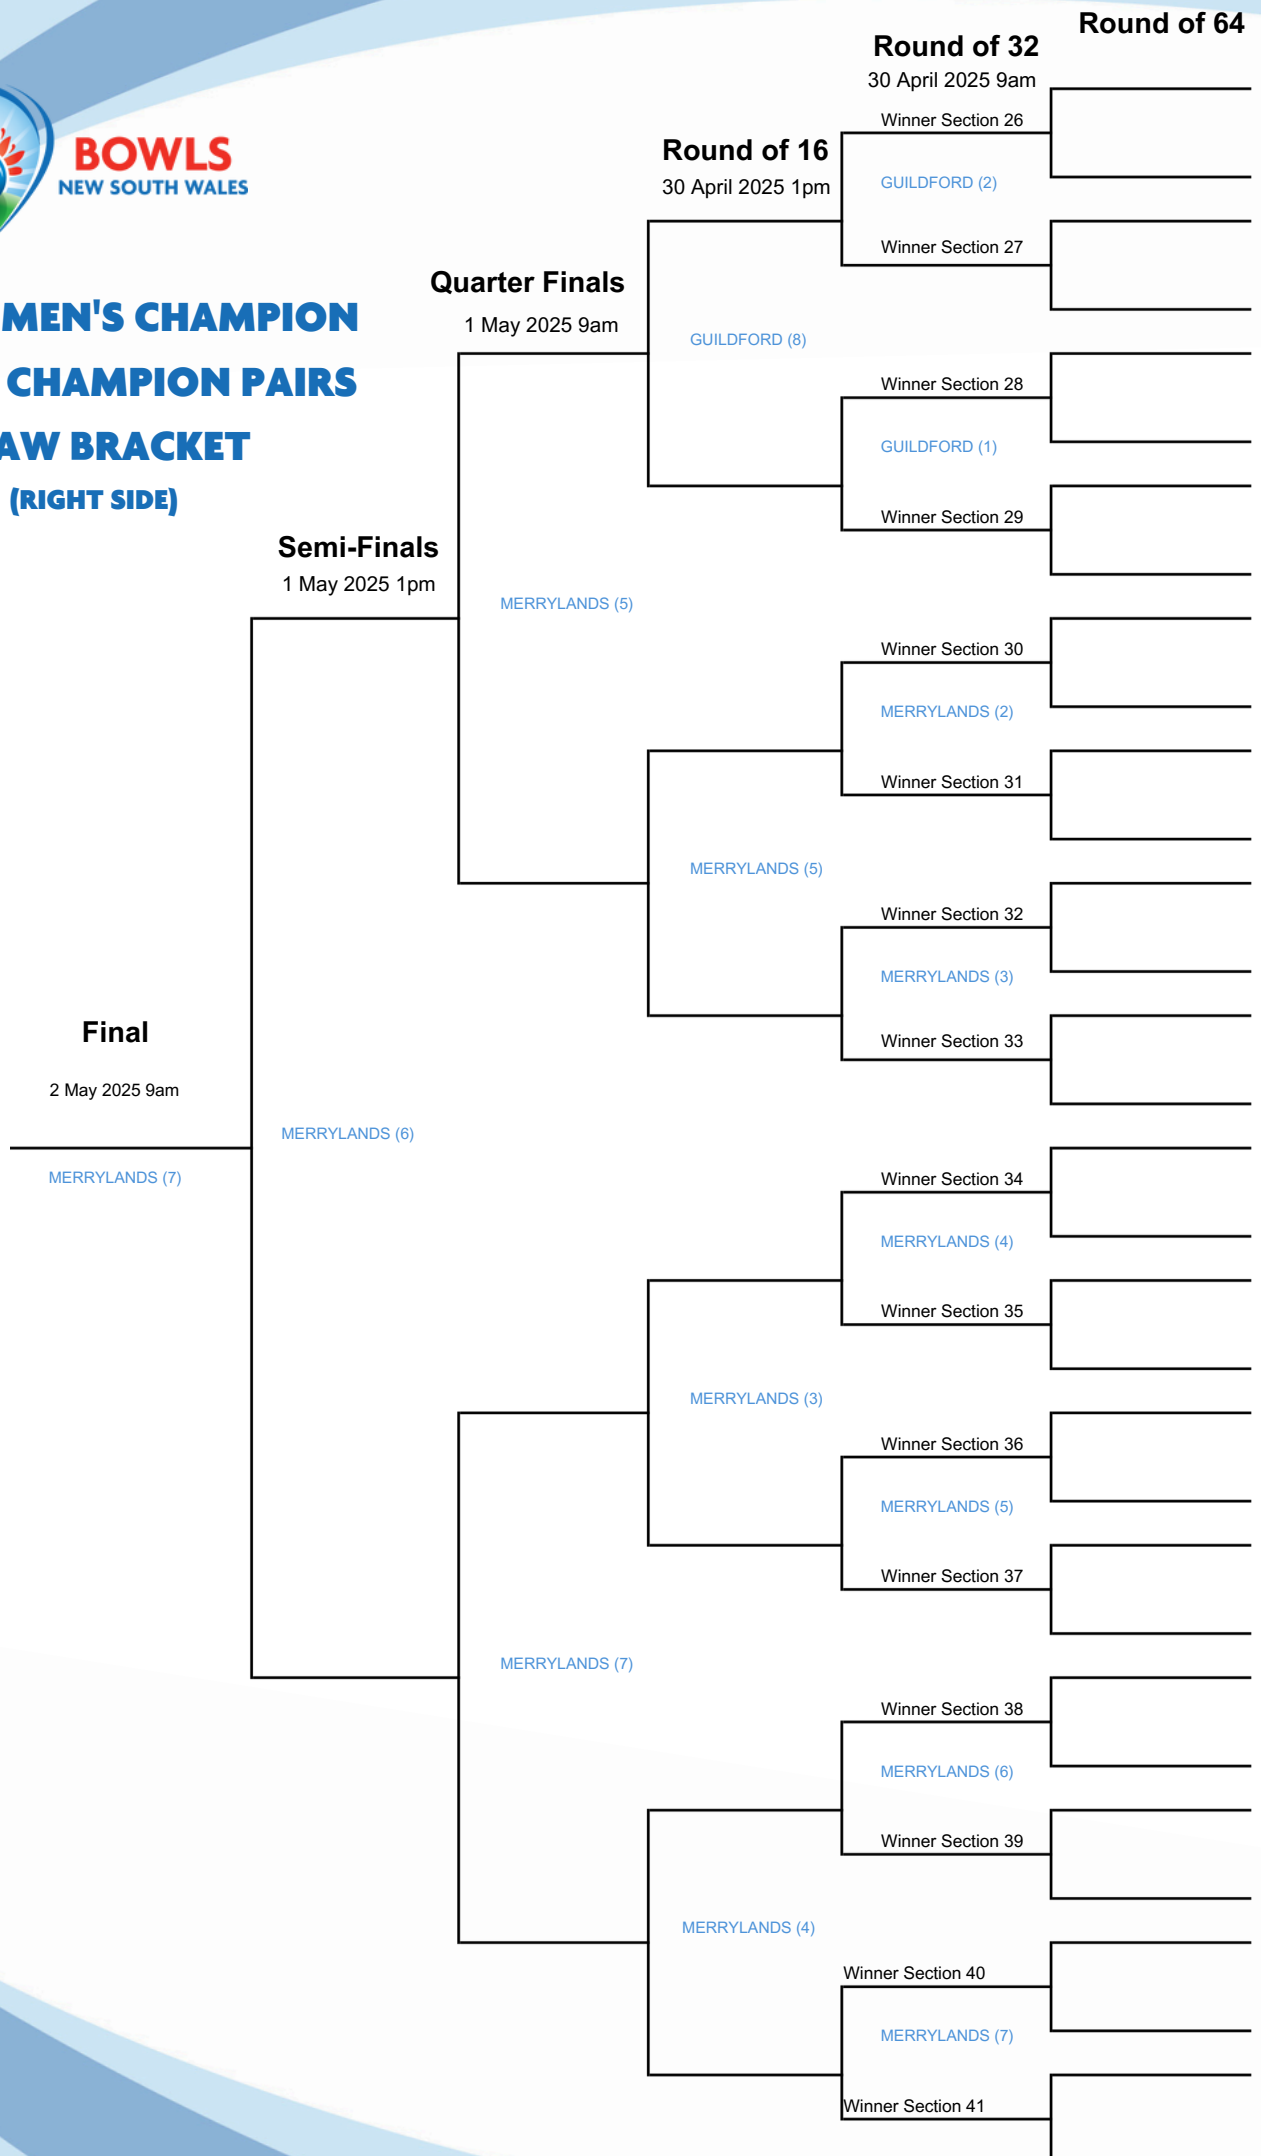 Round of 64
Round of 32
30 April 2025 9am
Winner Section 26
BOWLS
NEW SOUTH WALES
Round of 16
30 April 2025 1pm
GUILDFORD (2)
Winner Section 27
Quarter Finals
1 May 2025 9am
MEN'S CHAMPION
CHAMPION PAIRS
AW BRACKET
(RIGHT SIDE)
GUILDFORD (8)
Winner Section 28
GUILDFORD (1)
Winner Section 29
Semi-Finals
1 May 2025 1pm
MERRYLANDS (5)
Winner Section 30
MERRYLANDS (2)
Winner Section 31
MERRYLANDS (5)
Winner Section 32
MERRYLANDS (3)
Winner Section 33
Final
2 May 2025 9am
MERRYLANDS (6)
MERRYLANDS (7)
Winner Section 34
MERRYLANDS (4)
Winner Section 35
MERRYLANDS (3)
Winner Section 36
MERRYLANDS (5)
Winner Section 37
MERRYLANDS (7)
Winner Section 38
MERRYLANDS (6)
Winner Section 39
MERRYLANDS (4)
Winner Section 40
MERRYLANDS (7)
Winner Section 41